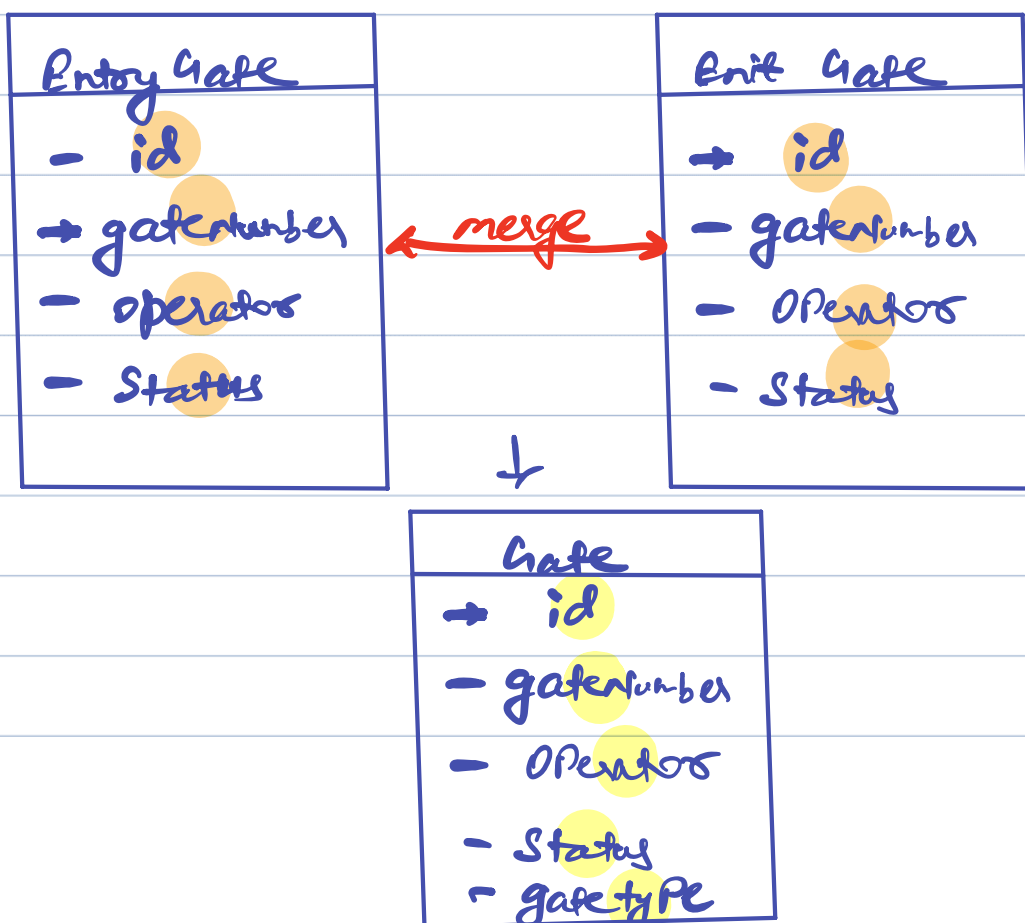 Entry Gate
- id
→ gateNumber
- operator
- Status
merge
Exit Gate
→ id
- gateNumber
- Operator
- Status
Gate
→ id
- gateNumber
- Operator
- Status
- gatetype